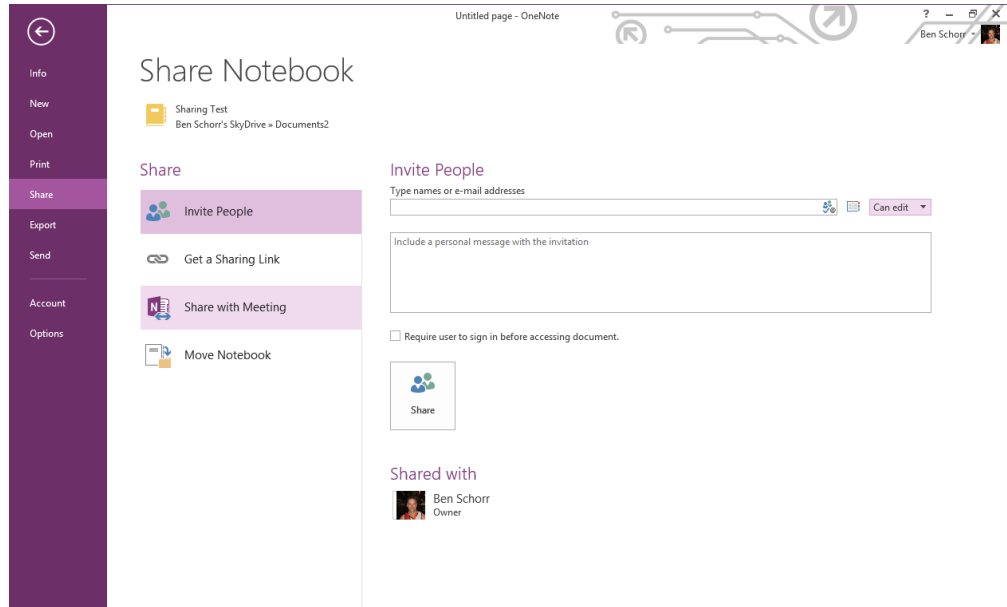 Untitled page - OneNote
?
Ben Schorr
Info
New
Open
Print
Share
Export
Send
Account
Options
Share Notebook
Sharing Test
Ben Schorr's SkyDrive » Documents2
Share
Invite People
Get a Sharing Link
N
Share with Meeting
Move Notebook
Invite People
Type names or e-mail addresses
Can edit
Include a personal message with the invitation
Require user to sign in before accessing document.
Share
Shared with
Ben Schorr
Owner